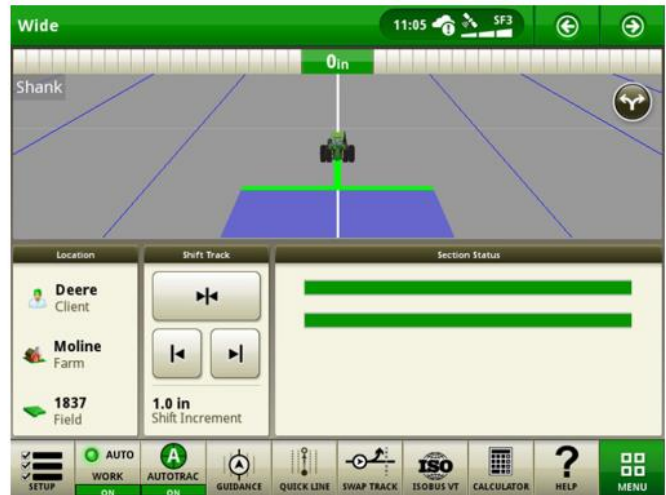 Wide
11:05
SF3
0in
Shank
Location
Deere
Client
Moline
Farm
1837
Field
Shift Track
1.0 in
Shift Increment
Section Status
SETUP
AUTO
WORK
ON
A
AUTOTRAC
ON
GUIDANCE
QUICK LINE
SWAP TRACK
ISO
ISOBUS VT
CALCULATOR
?
HELP
MENU